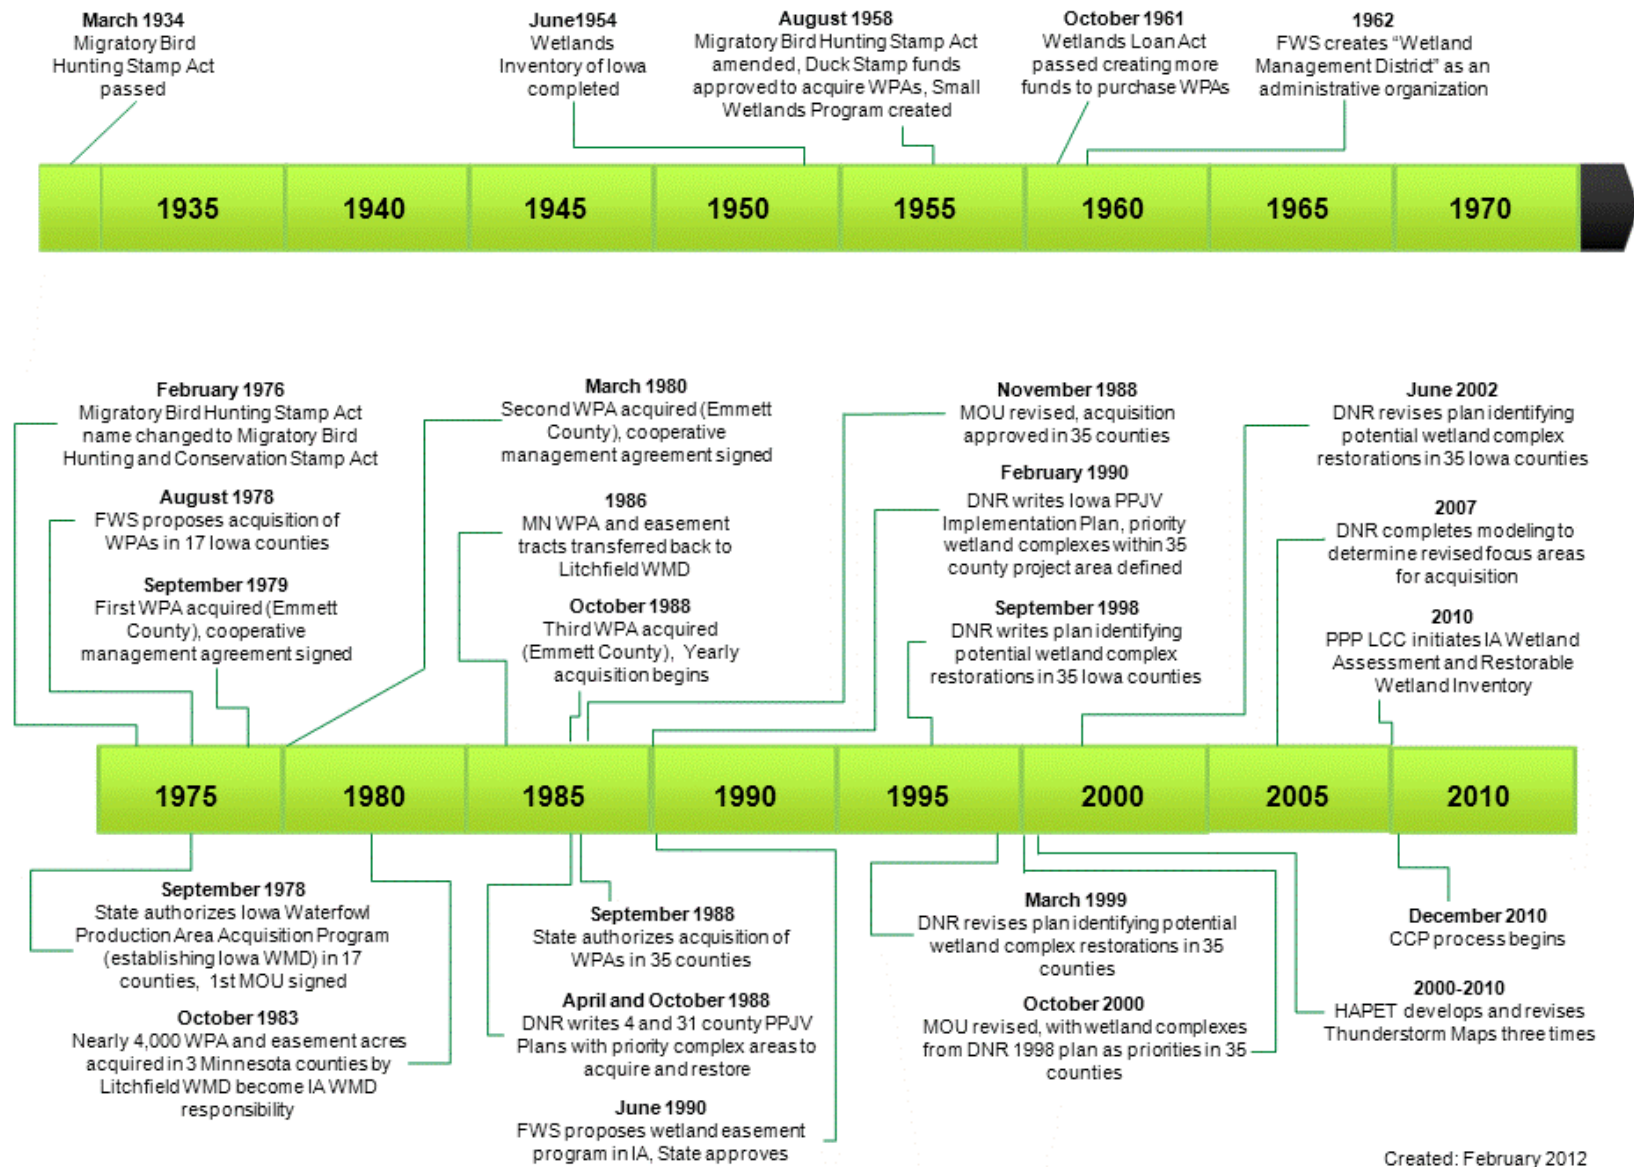 March 1934
Migratory Bird
Hunting Stamp Act
passed
June1954
Wetlands
Inventory of Iowa
completed
August 1958
Migratory Bird Hunting Stamp Act
amended, Duck Stamp funds
approved to acquire WPAs, Small
Wetlands Program created
October 1961
Wetlands Loan Act
passed creating more
funds to purchase WPAs
1962
FWS creates “Wetland
Management District” as an
administrative organization
1935
1940
1945
1950
1955
1960
1965
1970
February 1976
Migratory Bird Hunting Stamp Act
name changed to Migratory Bird
Hunting and Conservation Stamp Act
August 1978
FWS proposes acquisition of
WPAs in 17 Iowa counties
September 1979
First WPA acquired (Emmett
County), cooperative
management agreement signed
March 1980
Second WPA acquired (Emmett
County), cooperative
management agreement signed
1986
MN WPA and easement
tracts transferred back to
Litchfield WMD
October 1988
Third WPA acquired
(Emmett County), Yearly
acquisition begins
November 1988
MOU revised, acquisition
approved in 35 counties
February 1990
DNR writes Iowa PPJV
Implementation Plan, priority
wetland complexes within 35
county project area defined
September 1998
DNR writes plan identifying
potential wetland complex
restorations in 35 Iowa counties
June 2002
DNR revises plan identifying
potential wetland complex
restorations in 35 Iowa counties
2007
DNR completes modeling to
determine revised focus areas
for acquisition
2010
PPP LCC initiates IA Wetland
Assessment and Restorable
Wetland Inventory
1975
1980
1985
1990
1995
2000
2005
2010
September 1978
State authorizes Iowa Waterfowl
Production Area Acquisition Program
(establishing Iowa WMD) in 17
counties, 1st MOU signed
October 1983
Nearly 4,000 WPA and easement acres
acquired in 3 Minnesota counties by
Litchfield WMD become IA WMD
responsibility
September 1988
State authorizes acquisition of
WPAs in 35 counties
April and October 1988
DNR writes 4 and 31 county PPJV
Plans with priority complex areas to
acquire and restore
June 1990
FWS proposes wetland easement
program in IA, State approves
March 1999
DNR revises plan identifying potential
wetland complex restorations in 35
counties
October 2000
MOU revised, with wetland complexes
from DNR 1998 plan as priorities in 35
counties
December 2010
CCP process begins
2000-2010
HAPET develops and revises
Thunderstorm Maps three times
Created: February 2012